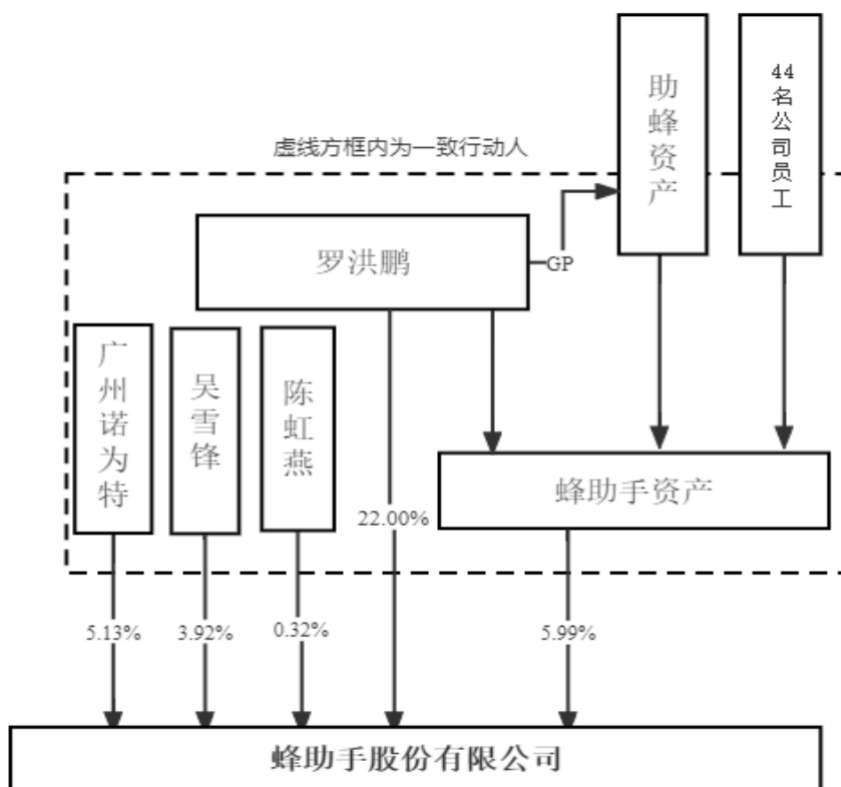 助蜂资产
44名公司员工
虚线方框内为一致行动人
罗洪鹏
GP
广州诺为特
吴雪锋
陈虹燕
蜂助手资产
22.00%
5.13%
3.92%
0.32%
5.99%
蜂助手股份有限公司